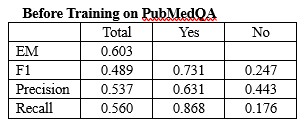 Before Training on PubMedQA
Total Yes No
EM 0.603
F1 0.489 0.731 0.247
Precision 0.537 0.631 0.443
Recall 0.560 0.868 0.176